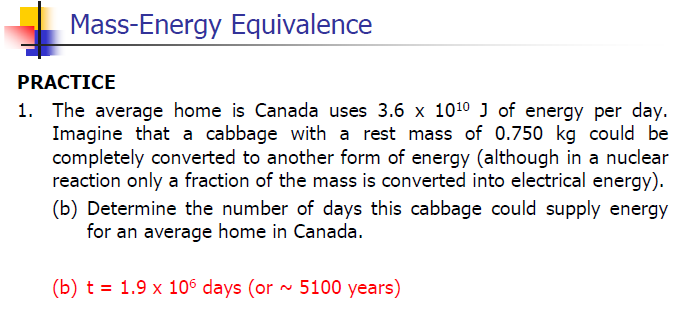 Mass-Energy Equivalence
PRACTICE
1. The average home is Canada uses 3.6 x 10¹⁰ J of energy per day.
Imagine that a cabbage with a rest mass of 0.750 kg could be
completely converted to another form of energy (although in a nuclear
reaction only a fraction of the mass is converted into electrical energy).
(b) Determine the number of days this cabbage could supply energy
for an average home in Canada.
(b) t = 1.9 x 10⁶ days (or ~ 5100 years)